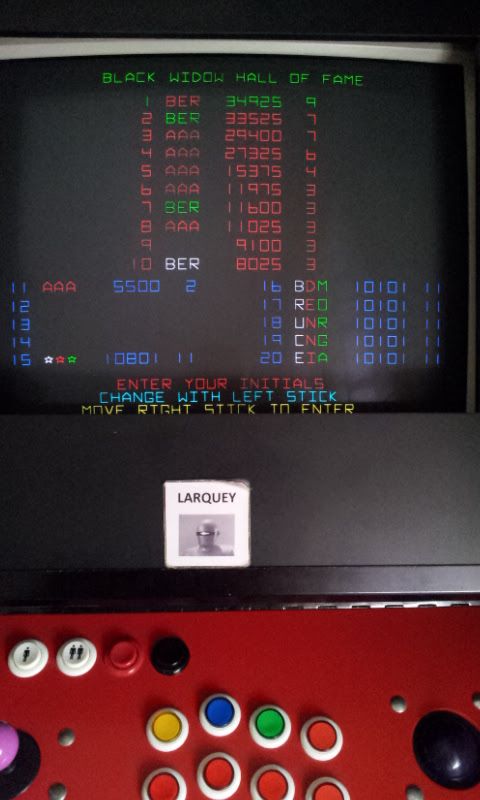 BLACK WIDOW HALL OF FAME
1 BER 34925 9
2 BER 33525 7
3 AAA 29400 7
4 AAA 27325 6
5 AAA 15375 4
6 AAA 11975 3
7 BER 11600 3
8 AAA 11025 3
9 9100 3
10 BER 8025 3
11 AAA 5500 2 16 BDM 10101 11
12 17 REO 10101 11
13 18 UNR 10101 11
14 19 CNG 10101 11
15 ☆☆☆ 10801 11 20 EIA 10101 11
ENTER YOUR INITIALS
CHANGE WITH LEFT STICK
MOVE RIGHT STICK TO ENTER
LARQUEY